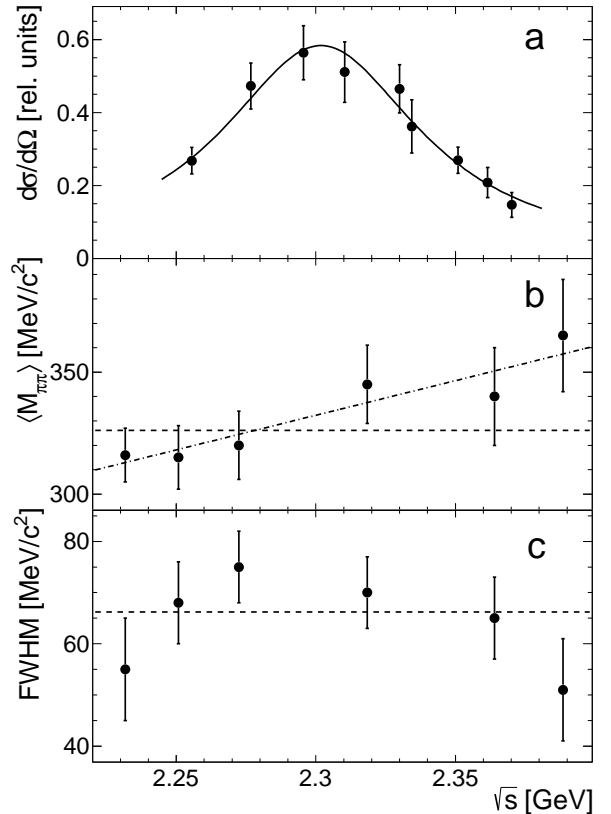 a
dσ/dΩ [rel. units]
0.6
0.4
0.2
0
b
⟨M_ππ⟩ [MeV/c²]
350
300
c
FWHM [MeV/c²]
80
60
40
2.25 2.3 2.35
√s [GeV]